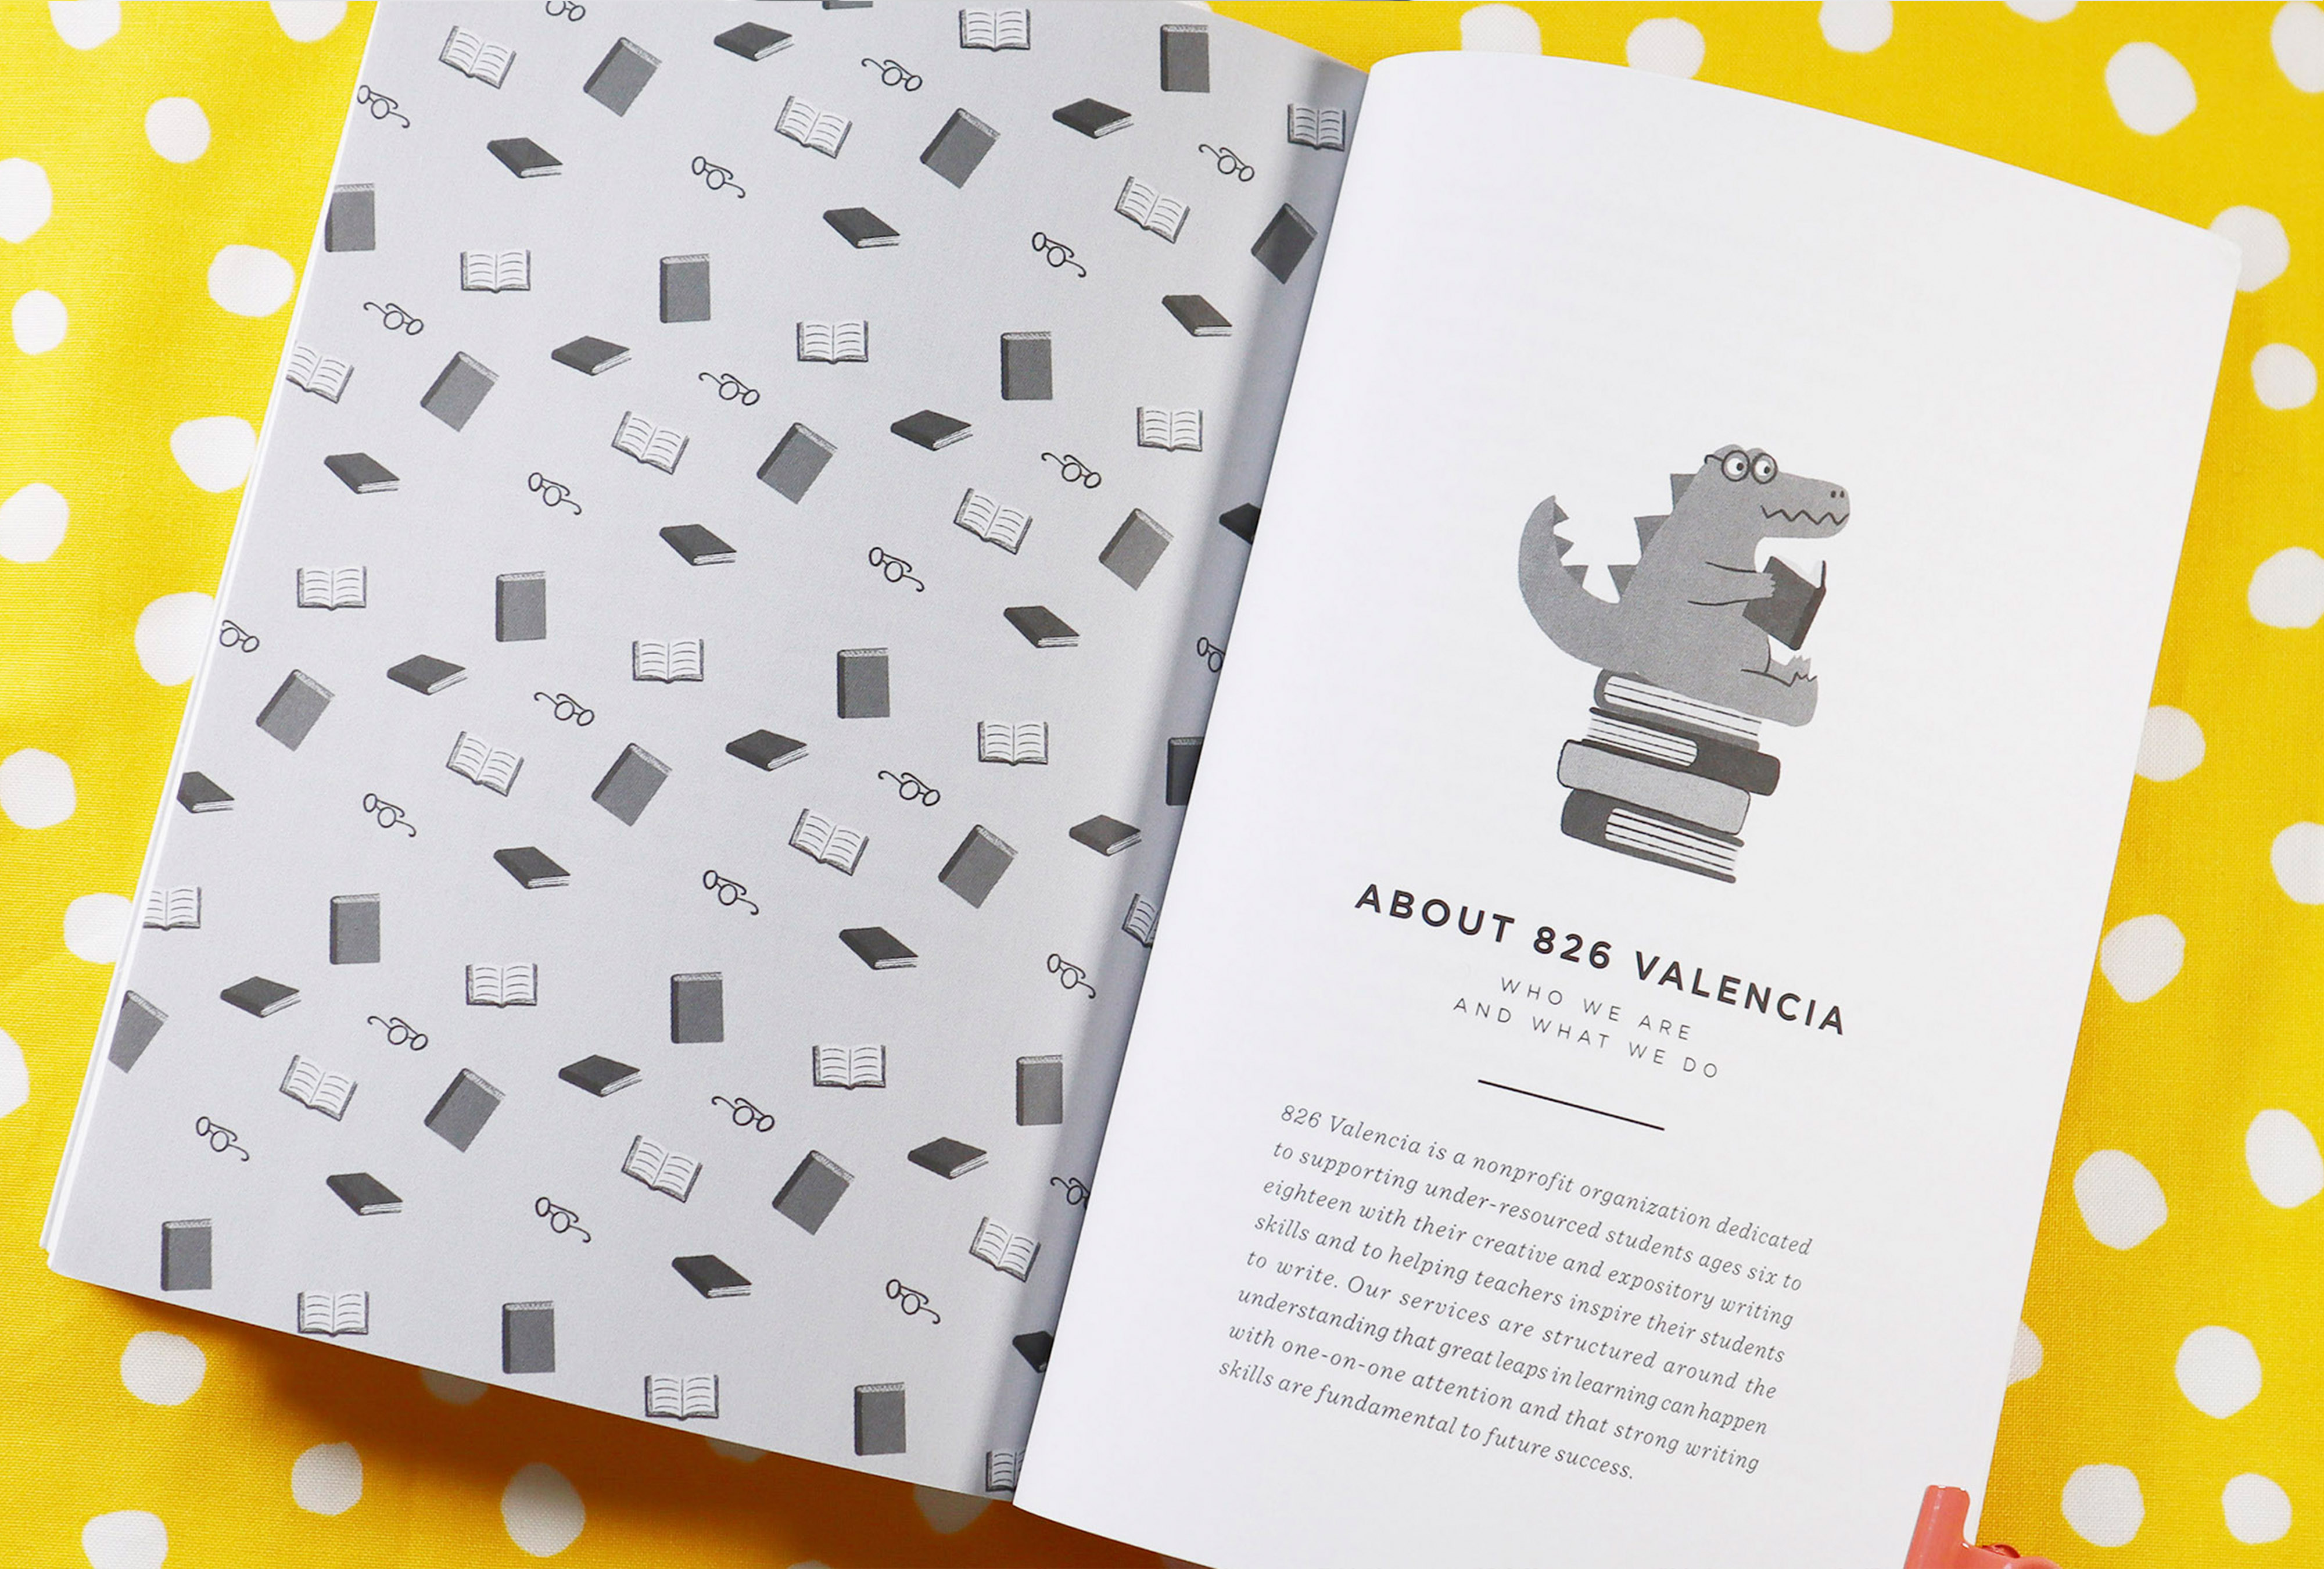 ABOUT 826 VALENCIA
WHO WE ARE
AND WHAT WE DO
826 Valencia is a nonprofit organization dedicated
to supporting under-resourced students ages six to
eighteen with their creative and expository writing
skills and to helping teachers inspire their students
to write. Our services are structured around the
understanding that great leaps in learning can happen
with one-on-one attention and that strong writing
skills are fundamental to future success.